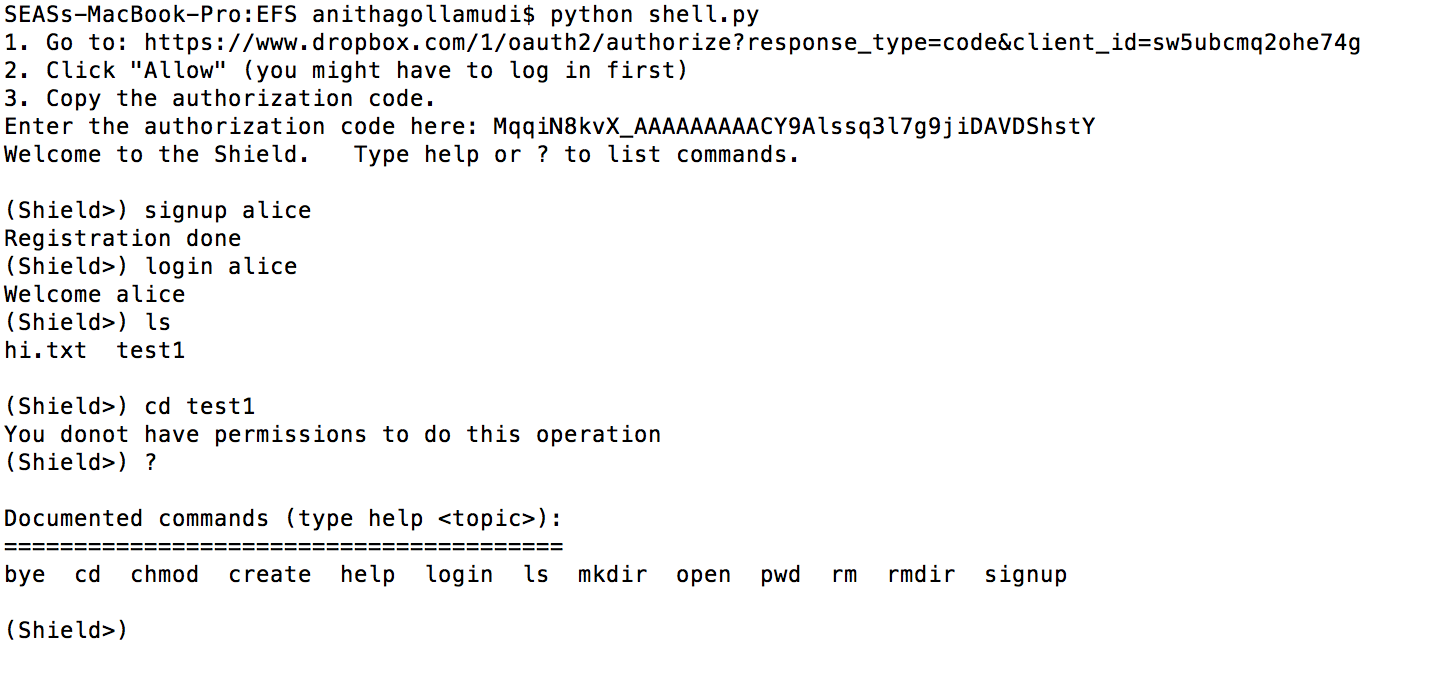 SEASs-MacBook-Pro:EFS anithagollamudi$ python shell.py
1. Go to: https://www.dropbox.com/1/oauth2/authorize?response_type=code&client_id=sw5ubcmq2ohe74g
2. Click "Allow" (you might have to log in first)
3. Copy the authorization code.
Enter the authorization code here: MqqiN8kvX_AAAAAAAAACY9Alssq3l7g9jiDAVDShstY
Welcome to the Shield.   Type help or ? to list commands.
(Shield>) signup alice
Registration done
(Shield>) login alice
Welcome alice
(Shield>) ls
hi.txt  test1
(Shield>) cd test1
You donot have permissions to do this operation
(Shield>) ?
Documented commands (type help <topic>):
========================================
bye  cd  chmod  create  help  login  ls  mkdir  open  pwd  rm  rmdir  signup
(Shield>)